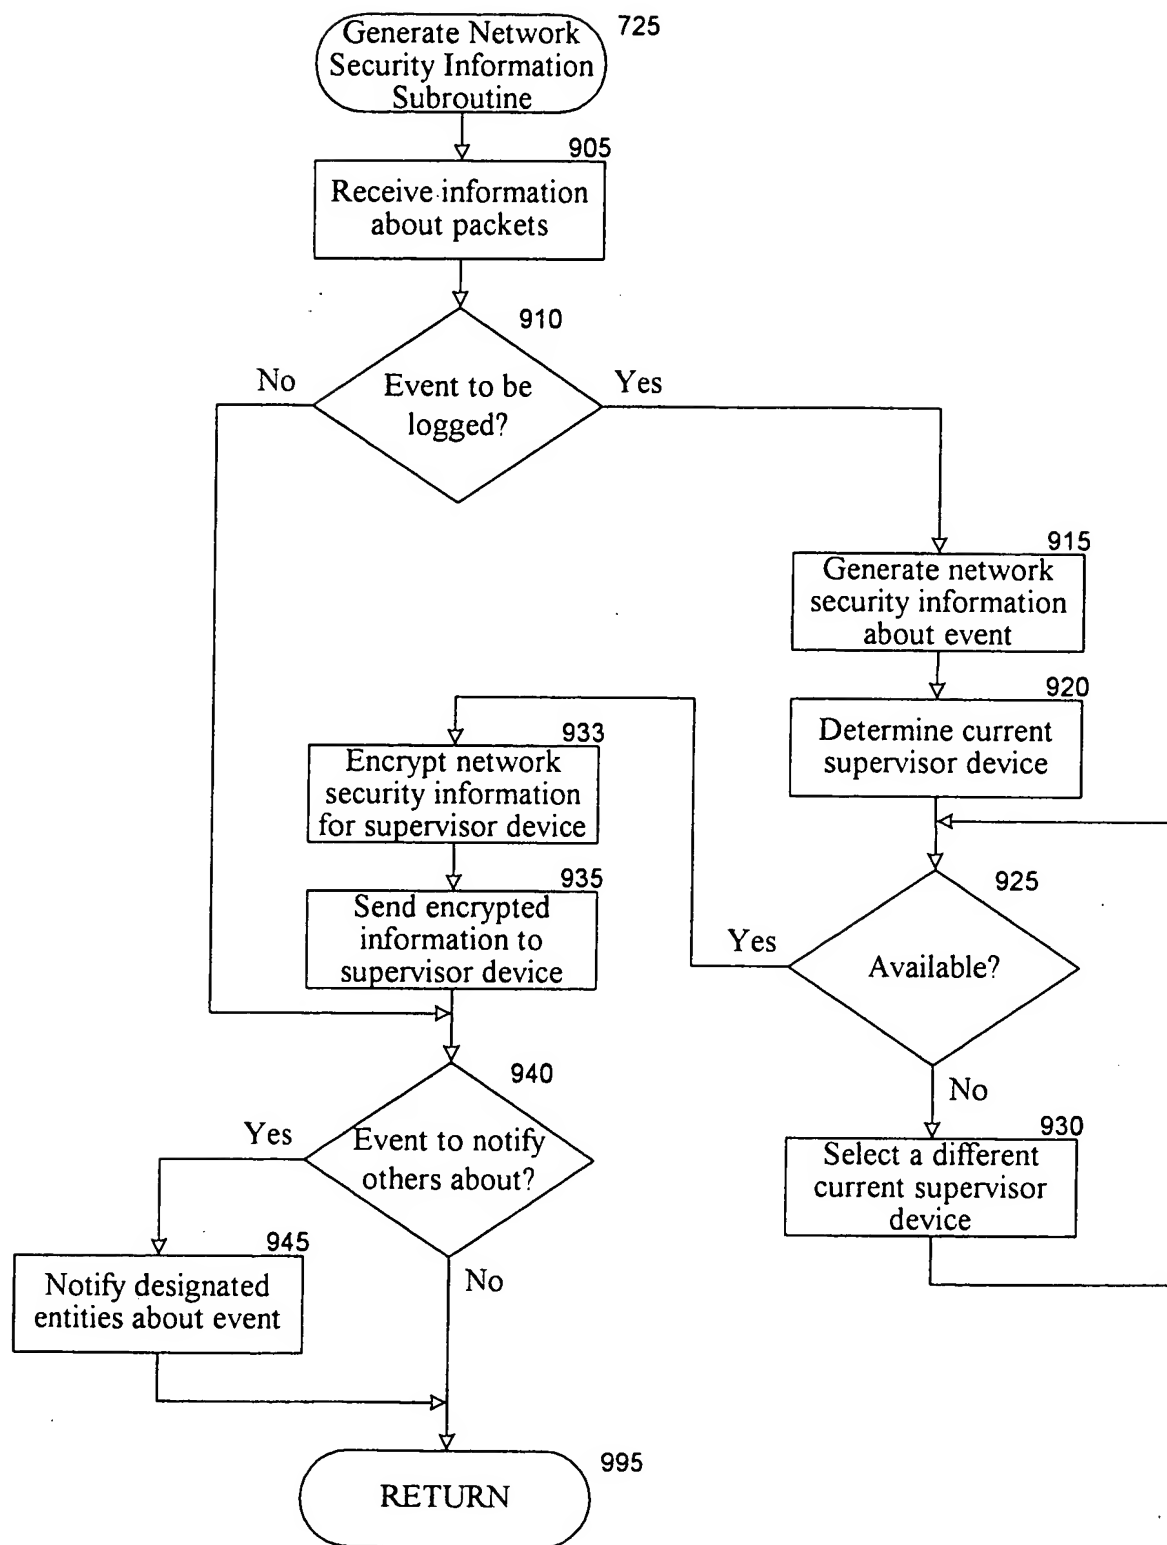 Generate Network
Security Information
Subroutine
725
905
Receive information
about packets
910
Event to be
logged?
No
Yes
915
Generate network
security information
about event
920
Determine current
supervisor device
925
Available?
Yes
No
930
Select a different
current supervisor
device
933
Encrypt network
security information
for supervisor device
935
Send encrypted
information to
supervisor device
940
Event to notify
others about?
Yes
No
945
Notify designated
entities about event
RETURN
995